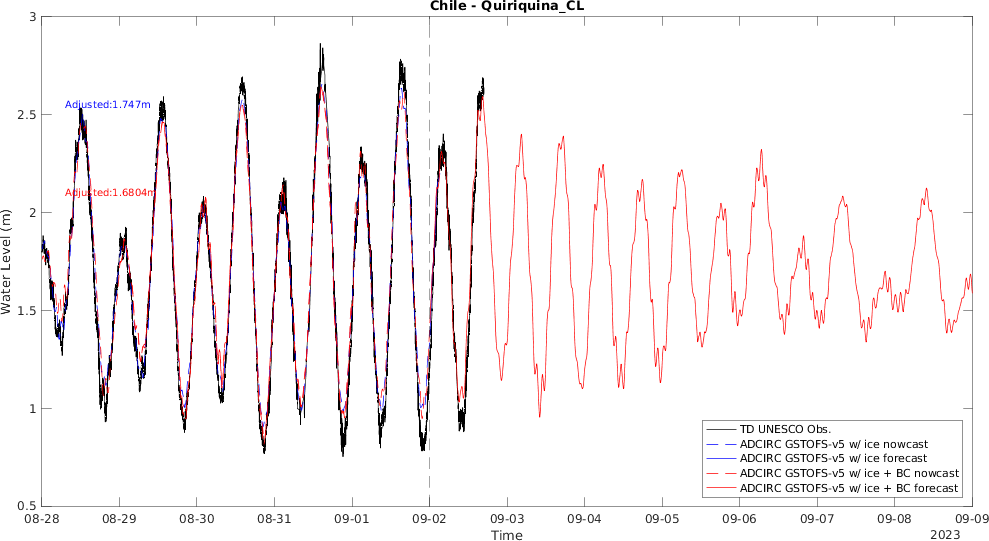 Chile - Quiriquina_CL
3
2.5
2
1.5
1
0.5
Water Level (m)
Adjusted:1.747m
Adjusted:1.6804m
TD UNESCO Obs.
ADCIRC GSTOFS-v5 w/ ice nowcast
ADCIRC GSTOFS-v5 w/ ice forecast
ADCIRC GSTOFS-v5 w/ ice + BC nowcast
ADCIRC GSTOFS-v5 w/ ice + BC forecast
08-28 08-29 08-30 08-31 09-01 09-02 09-03 09-04 09-05 09-06 09-07 09-08 09-09
Time
2023